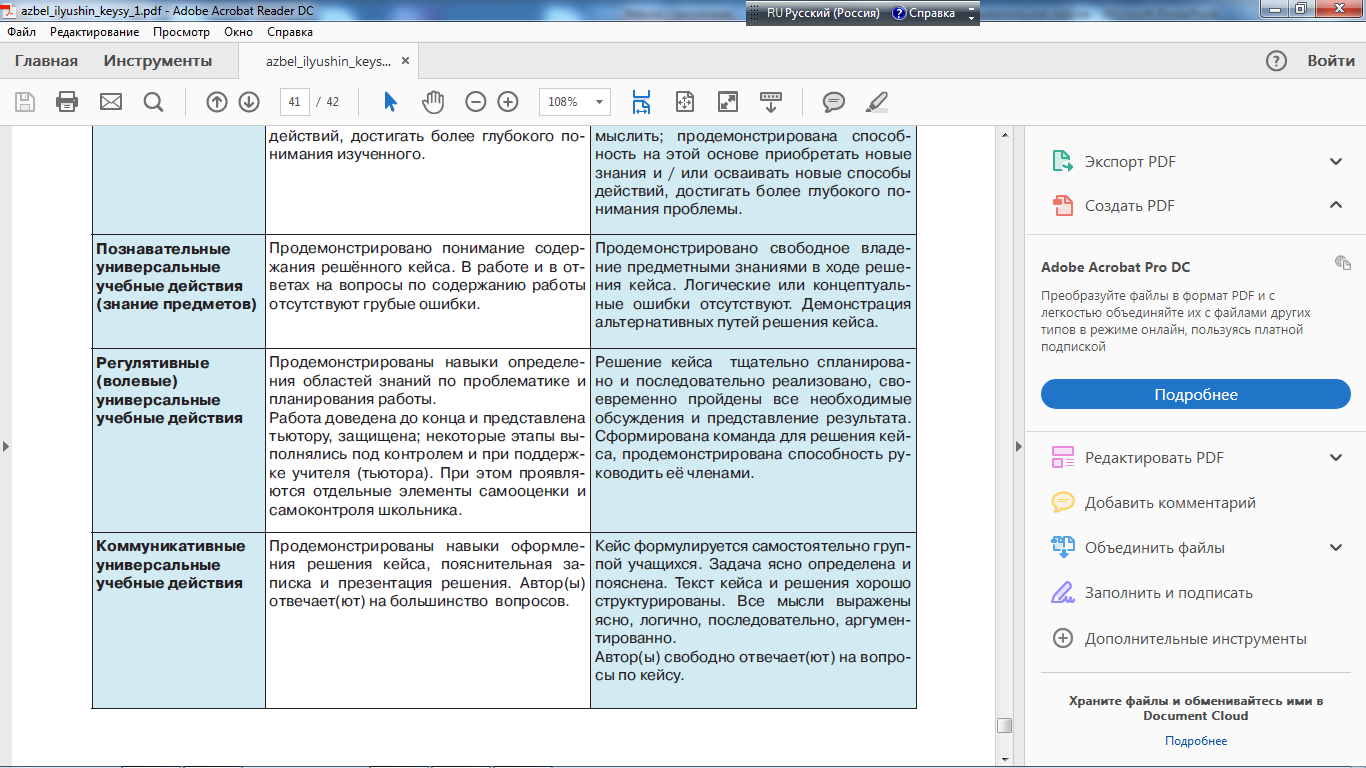 azbel_ilyushin_keysy_1.pdf - Adobe Acrobat Reader DC
RU Русский (Россия)
Справка
Файл Редактирование Просмотр Окно Справка
Главная Инструменты azbel_ilyushin_keys... ×
Войти
41 / 42
108%
действий, достигать более глубокого по-
нимания изученного.
мыслить; продемонстрирована способ-
ность на этой основе приобретать новые
знания и / или осваивать новые способы
действий, достигать более глубокого по-
нимания проблемы.
Познавательные
универсальные
учебные действия
(знание предметов)
Продемонстрировано понимание содер-
жания решённого кейса. В работе и в от-
ветах на вопросы по содержанию работы
отсутствуют грубые ошибки.
Продемонстрировано свободное владе-
ние предметными знаниями в ходе реше-
ния кейса. Логические или концептуаль-
ные ошибки отсутствуют. Демонстрация
альтернативных путей решения кейса.
Регулятивные
(волевые)
универсальные
учебные действия
Продемонстрированы навыки определе-
ния областей знаний по проблематике и
планирования работы.
Работа доведена до конца и представлена
тьютору, защищена; некоторые этапы вы-
полнялись под контролем и при поддерж-
ке учителя (тьютора). При этом проявля-
ются отдельные элементы самооценки и
самоконтроля школьника.
Решение кейса тщательно спланирова-
но и последовательно реализовано, сво-
евременно пройдены все необходимые
обсуждения и представление результата.
Сформирована команда для решения кей-
са, продемонстрирована способность ру-
ководить её членами.
Коммуникативные
универсальные
учебные действия
Продемонстрированы навыки оформле-
ния решения кейса, пояснительная за-
писка и презентация решения. Автор(ы)
отвечает(ют) на большинство вопросов.
Кейс формулируется самостоятельно груп-
пой учащихся. Задача ясно определена и
пояснена. Текст кейса и решения хорошо
структурированы. Все мысли выражены
ясно, логично, последовательно, аргумен-
тированно.
Автор(ы) свободно отвечает(ют) на вопро-
сы по кейсу.
Экспорт PDF
Создать PDF
Adobe Acrobat Pro DC
Преобразуйте файлы в формат PDF и с
легкостью объединяйте их с файлами других
типов в режиме онлайн, пользуясь платной
подпиской
Подробнее
Редактировать PDF
Добавить комментарий
Объединить файлы
Заполнить и подписать
Дополнительные инструменты
Храните файлы и обменивайтесь ими в
Document Cloud
Подробнее